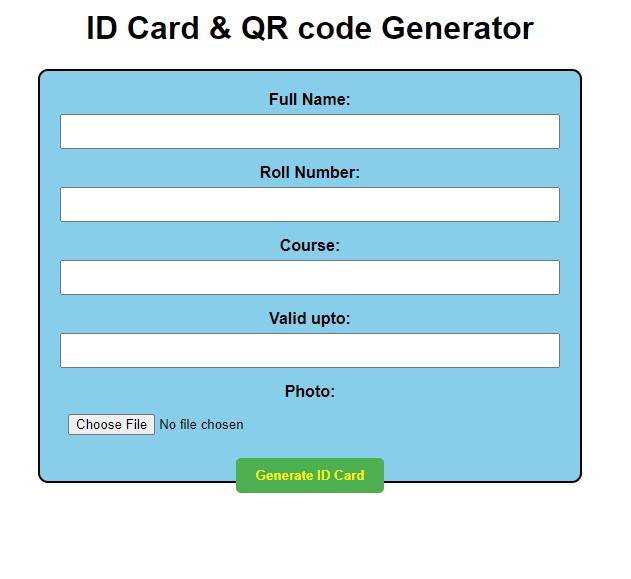 ID Card & QR code Generator
Full Name:
Roll Number:
Course:
Valid upto:
Photo:
Choose File No file chosen
Generate ID Card